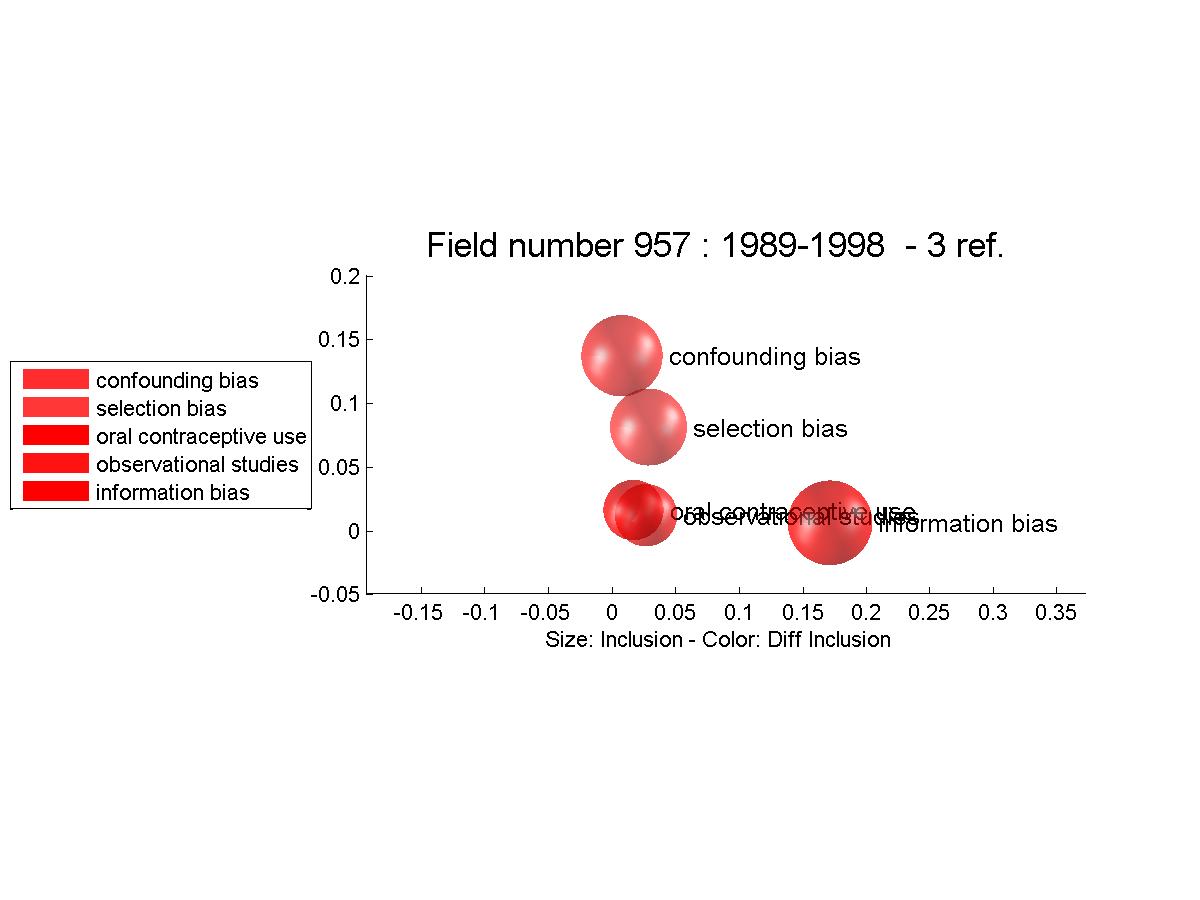 Field number 957 : 1989-1998 - 3 ref.
0.2
0.15
0.1
0.05
0
-0.05
confounding bias
selection bias
oral contraceptive use
observational studies
information bias
confounding bias
selection bias
oral contraceptive use
observational studies
information bias
-0.15 -0.1 -0.05 0 0.05 0.1 0.15 0.2 0.25 0.3 0.35
Size: Inclusion - Color: Diff Inclusion